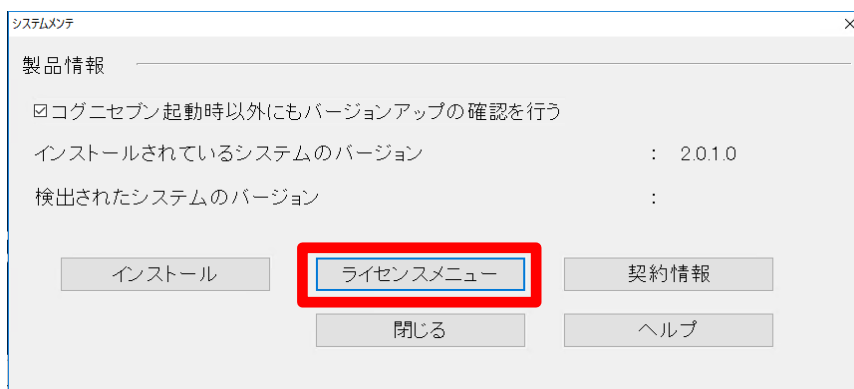 システムメンテ
製品情報
コグニセブン起動時以外にもバージョンアップの確認を行う
インストールされているシステムのバージョン : 2.0.1.0
検出されたシステムのバージョン :
インストール ライセンスメニュー 契約情報
閉じる ヘルプ